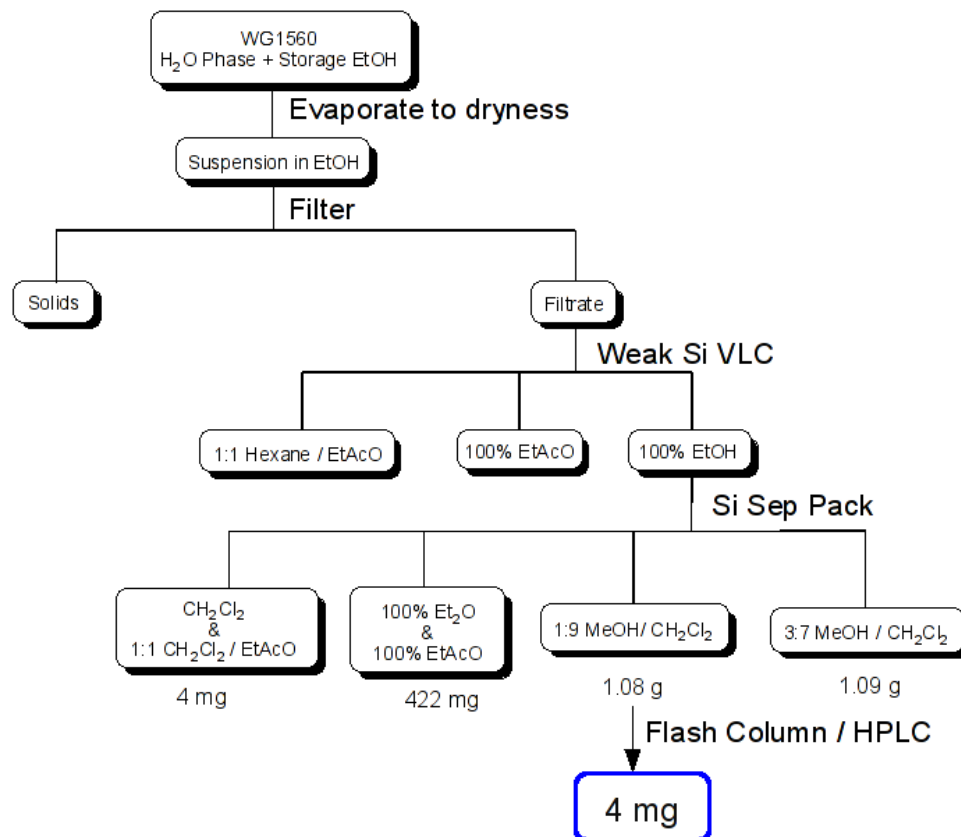 WG1560
H₂O Phase + Storage EtOH
Evaporate to dryness
Suspension in EtOH
Filter
Solids
Filtrate
Weak Si VLC
1:1 Hexane / EtAcO
100% EtAcO
100% EtOH
Si Sep Pack
CH₂Cl₂
&
1:1 CH₂Cl₂ / EtAcO
100% Et₂O
&
100% EtAcO
1:9 MeOH/ CH₂Cl₂
3:7 MeOH / CH₂Cl₂
4 mg
422 mg
1.08 g
1.09 g
Flash Column / HPLC
4 mg